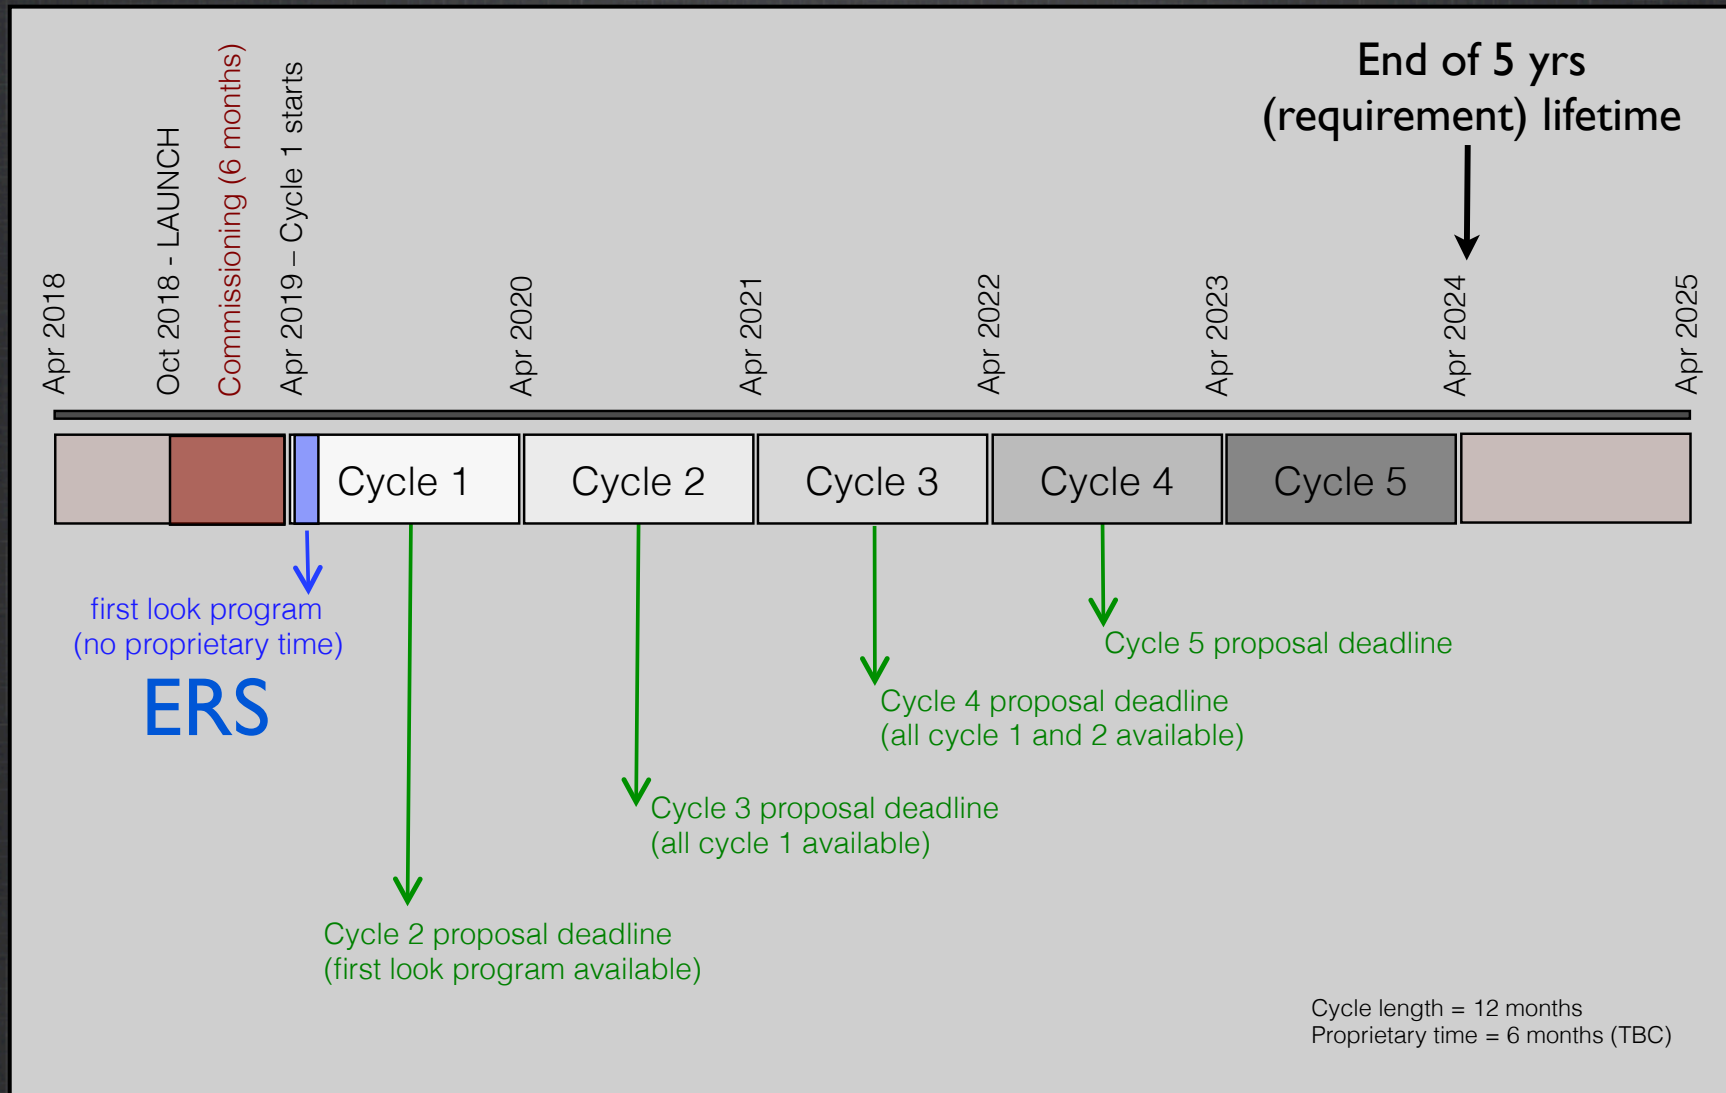 End of 5 yrs
(requirement) lifetime
Apr 2018
Oct 2018 - LAUNCH
Commissioning (6 months)
Apr 2019 – Cycle 1 starts
Apr 2020
Apr 2021
Apr 2022
Apr 2023
Apr 2024
Apr 2025
Cycle 1
Cycle 2
Cycle 3
Cycle 4
Cycle 5
first look program
(no proprietary time)
ERS
Cycle 5 proposal deadline
Cycle 4 proposal deadline
(all cycle 1 and 2 available)
Cycle 3 proposal deadline
(all cycle 1 available)
Cycle 2 proposal deadline
(first look program available)
Cycle length = 12 months
Proprietary time = 6 months (TBC)